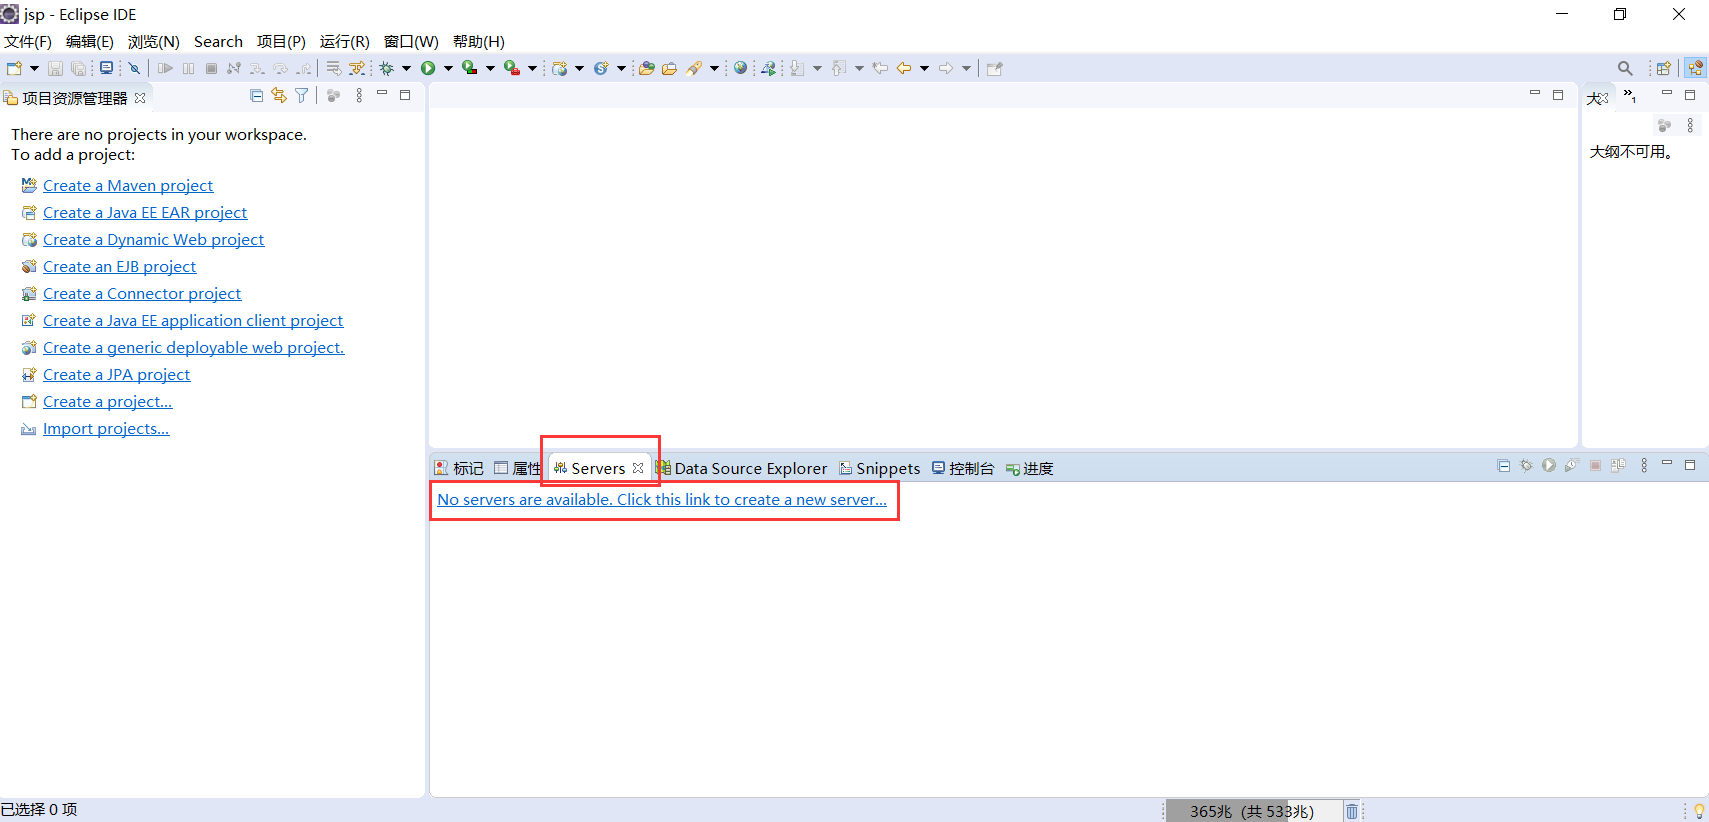 jsp - Eclipse IDE
文件(F) 编辑(E) 浏览(N) Search 项目(P) 运行(R) 窗口(W) 帮助(H)
项目资源管理器
There are no projects in your workspace.
To add a project:
Create a Maven project
Create a Java EE EAR project
Create a Dynamic Web project
Create an EJB project
Create a Connector project
Create a Java EE application client project
Create a generic deployable web project.
Create a JPA project
Create a project...
Import projects...
大 »1
大纲不可用。
标记 属性 Servers Data Source Explorer Snippets 控制台 进度
No servers are available. Click this link to create a new server...
已选择 0 项
365兆 (共 533兆)